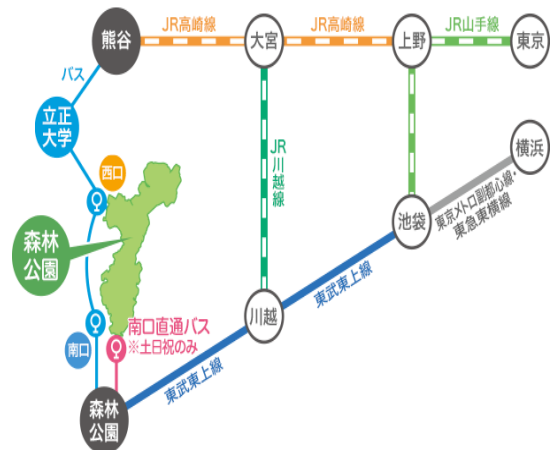 JR高崎線
JR高崎線
JR山手線
熊谷
大宮
上野
東京
バス
立正
大学
JR川越線
横浜
西口
東京メトロ副都心線・
東急東横線
池袋
森林
公園
東武東上線
南口直通バス
※土日祝のみ
川越
南口
東武東上線
森林
公園